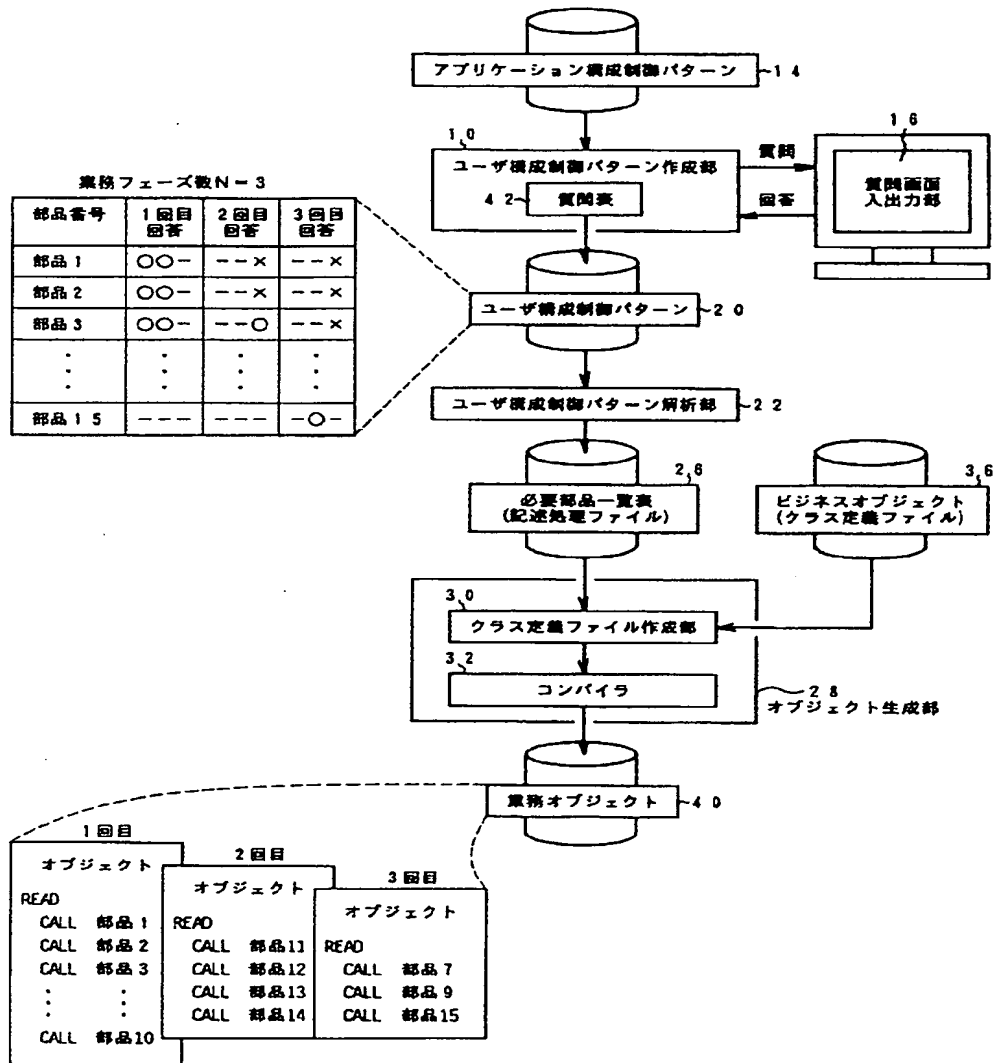 アプリケーション構成制御パターン
14
10
ユーザ構成制御パターン作成部
42
質問表
質問
回答
16
質問画面
入出力部
業務フェーズ数N=3
部品番号 1回目回答 2回目回答 3回目回答
部品1 ○○- --× --×
部品2 ○○- --× --×
部品3 ○○- --○ --×
部品15 --- --- -○-
ユーザ構成制御パターン
20
ユーザ構成制御パターン解析部
22
26
必要部品一覧表
(記述処理ファイル)
36
ビジネスオブジェクト
(クラス定義ファイル)
30
クラス定義ファイル作成部
32
コンパイラ
28
オブジェクト生成部
業務オブジェクト
40
1回目
オブジェクト
READ
CALL 部品1
CALL 部品2
CALL 部品3
CALL 部品10
2回目
オブジェクト
READ
CALL 部品11
CALL 部品12
CALL 部品13
CALL 部品14
3回目
オブジェクト
READ
CALL 部品7
CALL 部品9
CALL 部品15